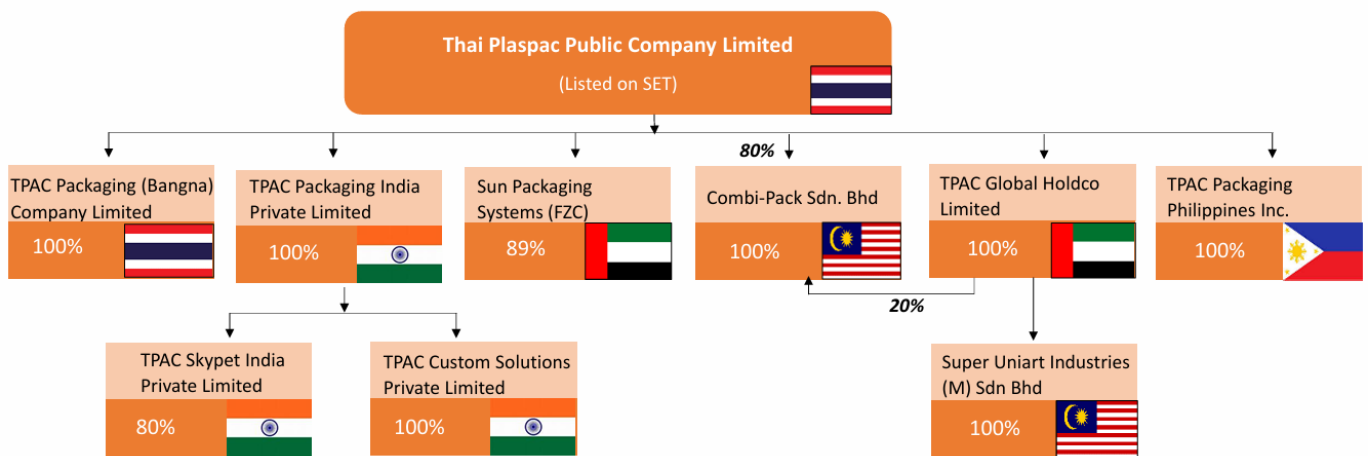 Thai Plaspac Public Company Limited
(Listed on SET)
80%
TPAC Packaging (Bangna)
Company Limited
100%
TPAC Packaging India
Private Limited
100%
Sun Packaging
Systems (FZC)
89%
Combi-Pack Sdn. Bhd
100%
TPAC Global Holdco
Limited
100%
TPAC Packaging
Philippines Inc.
100%
20%
TPAC Skypet India
Private Limited
80%
TPAC Custom Solutions
Private Limited
100%
Super Uniart Industries
(M) Sdn Bhd
100%